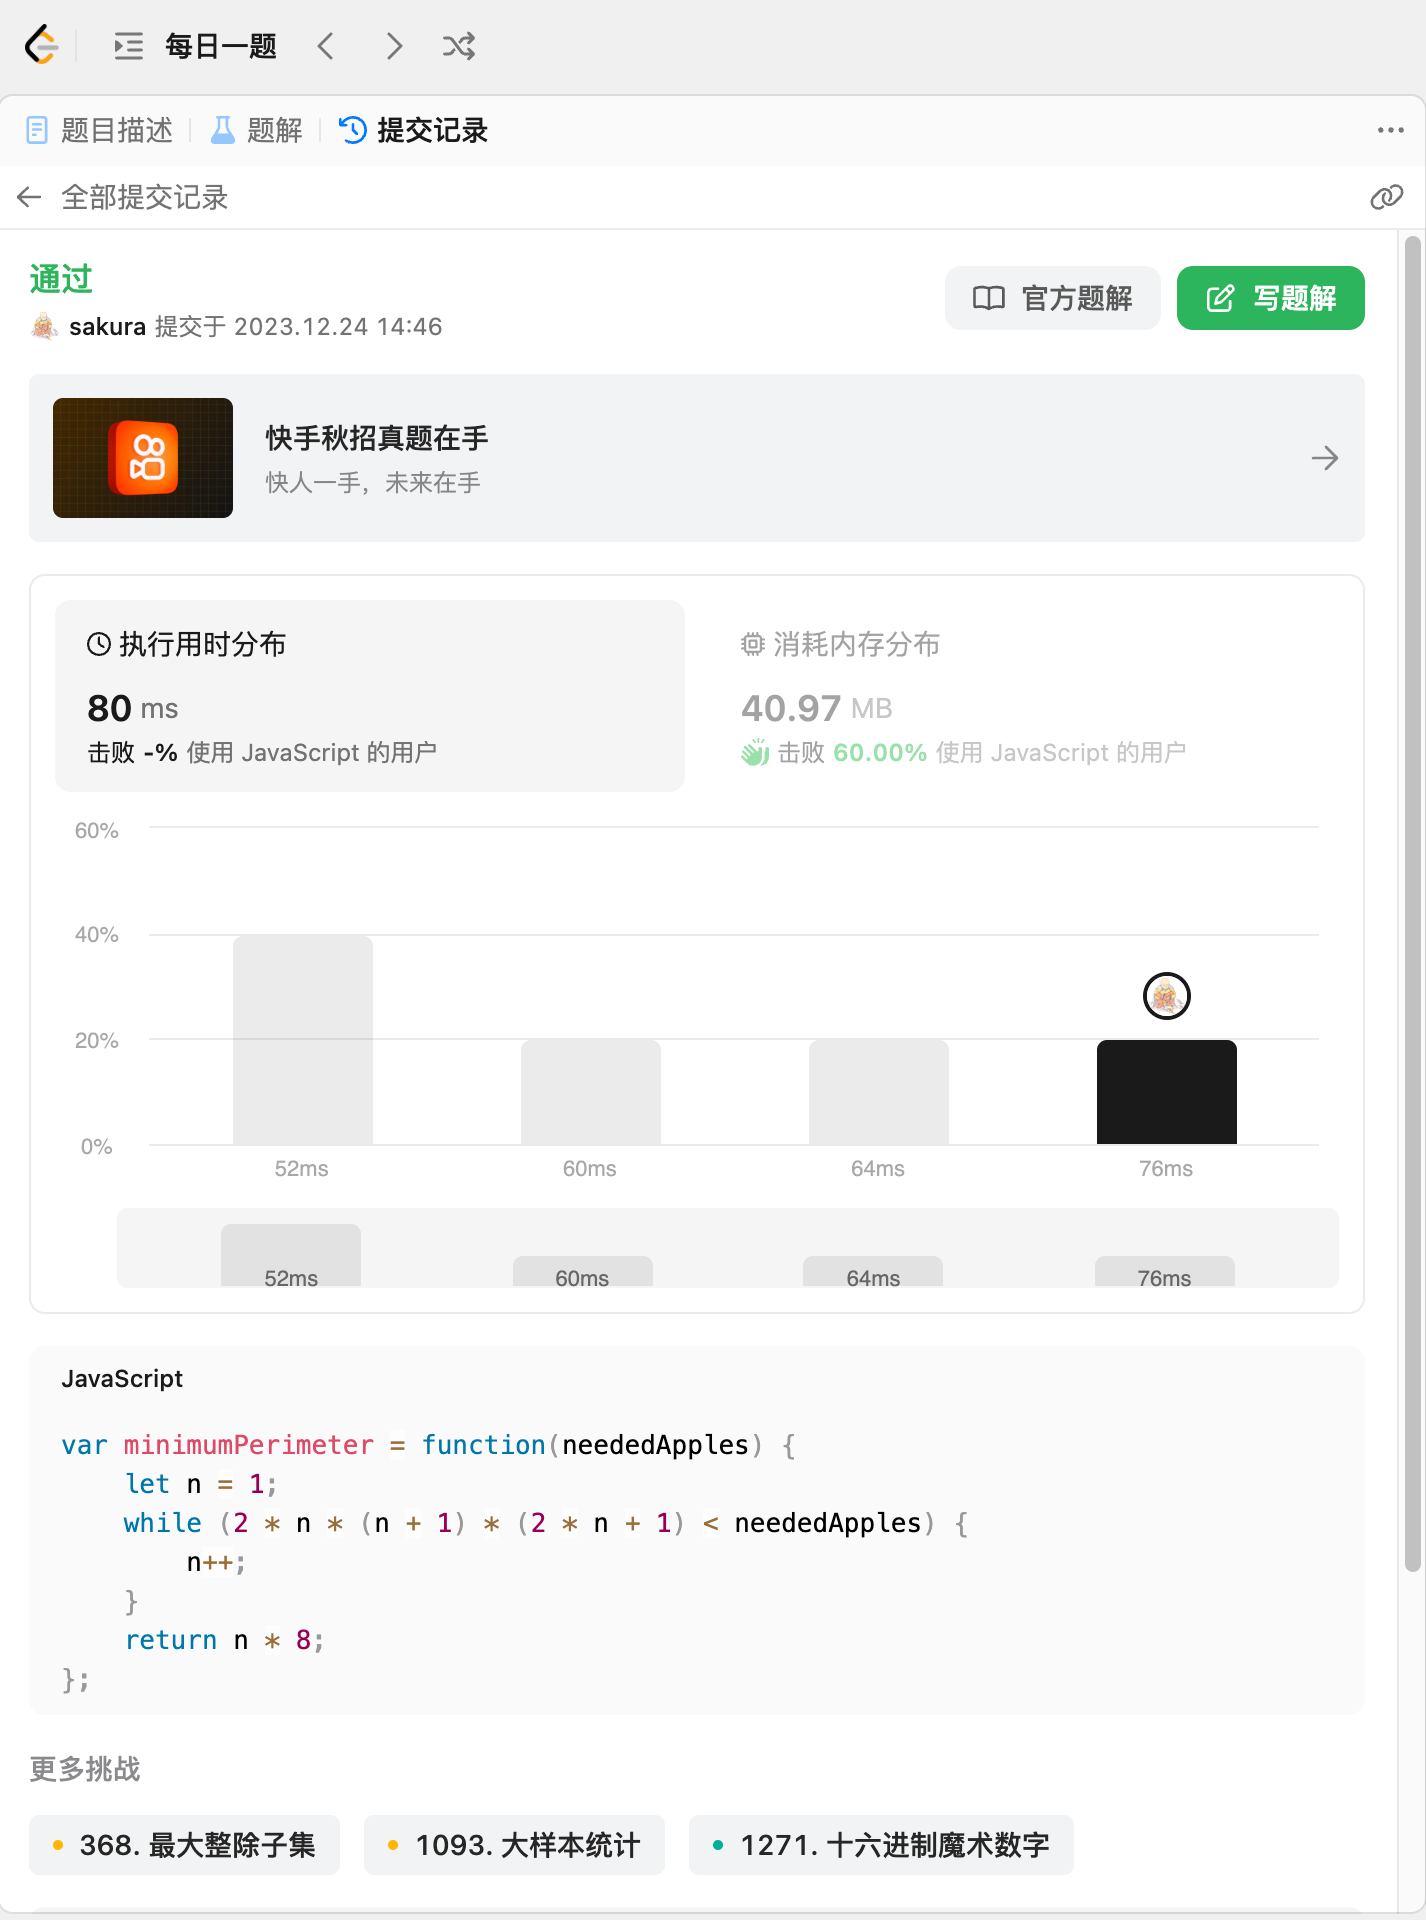 每日一题
题目描述
题解
提交记录
全部提交记录
通过
sakura 提交于 2023.12.24 14:46
官方题解
写题解
快手秋招真题在手
快人一手，未来在手
执行用时分布
80 ms
击败 -% 使用 JavaScript 的用户
消耗内存分布
40.97 MB
击败 60.00% 使用 JavaScript 的用户
60%
40%
20%
0%
52ms
60ms
64ms
76ms
52ms
60ms
64ms
76ms
JavaScript
var minimumPerimeter = function(neededApples) {
    let n = 1;
    while (2 * n * (n + 1) * (2 * n + 1) < neededApples) {
        n++;
    }
    return n * 8;
};
更多挑战
368. 最大整除子集
1093. 大样本统计
1271. 十六进制魔术数字